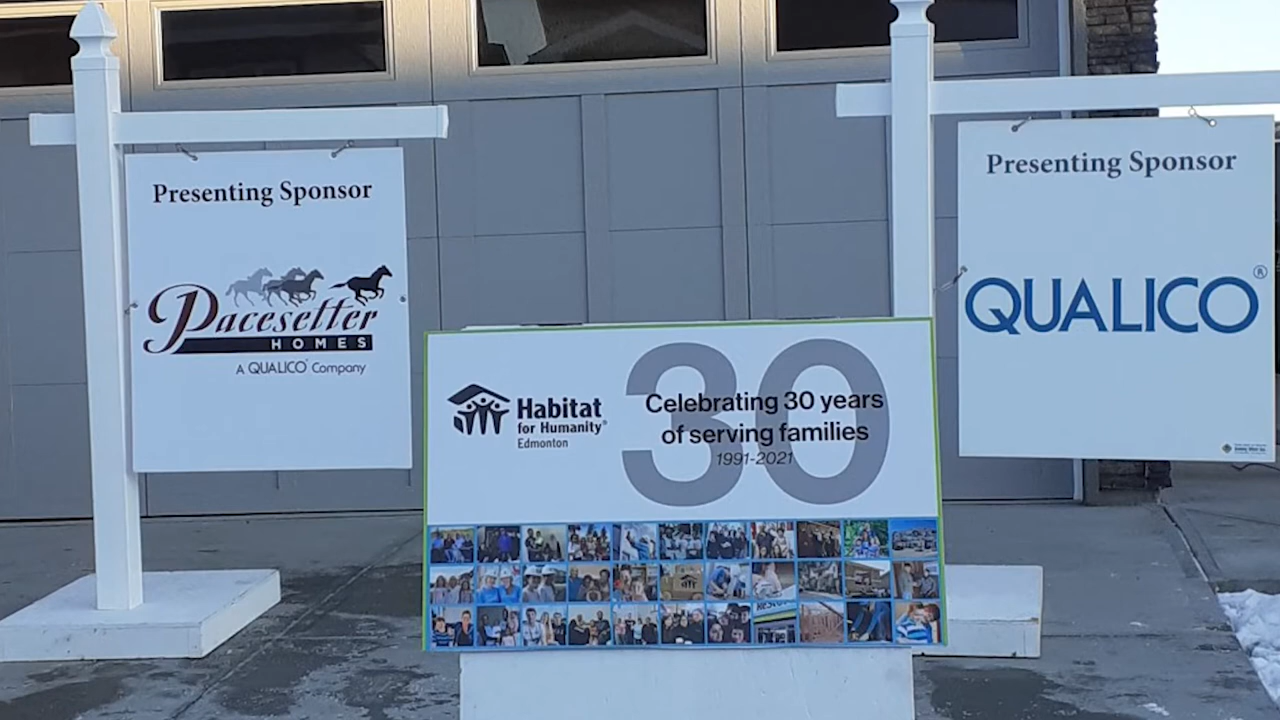 Presenting Sponsor
Pacesetter
HOMES
A QUALICO® Company
Habitat
for Humanity®
Edmonton
30
Celebrating 30 years
of serving families
1991-2021
ReStore
Presenting Sponsor
QUALICO®